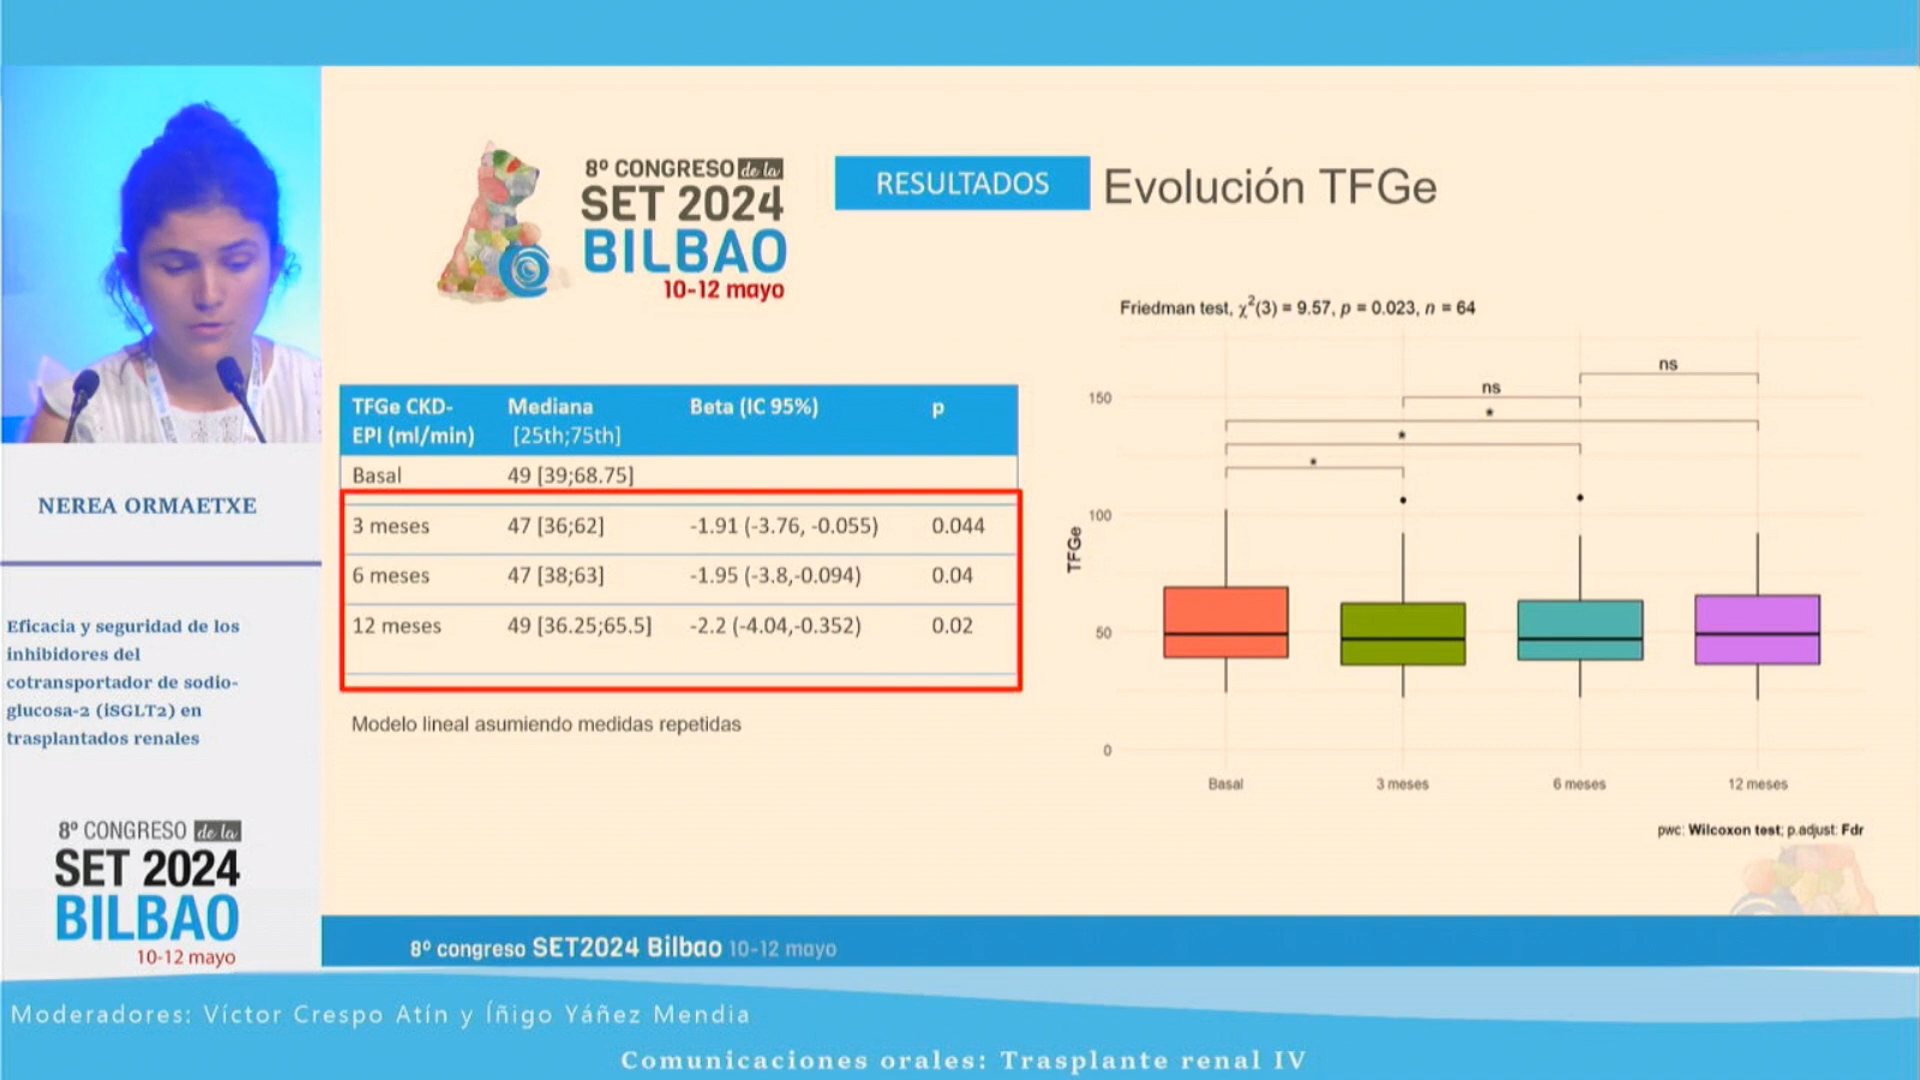 NEREA ORMAETXE
Eficacia y seguridad de los
inhibidores del
cotransportador de sodio-
glucosa-2 (iSGLT2) en
trasplantados renales
8º CONGRESO de la
SET 2024
BILBAO
10-12 mayo
8º CONGRESO de la
SET 2024
BILBAO
10-12 mayo
RESULTADOS Evolución TFGe
TFGe CKD-EPI (ml/min) Mediana [25th;75th] Beta (IC 95%) p
Basal 49 [39;68.75]
3 meses 47 [36;62] -1.91 (-3.76, -0.055) 0.044
6 meses 47 [38;63] -1.95 (-3.8,-0.094) 0.04
12 meses 49 [36.25;65.5] -2.2 (-4.04,-0.352) 0.02
Modelo lineal asumiendo medidas repetidas
Friedman test, χ²(3) = 9.57, p = 0.023, n = 64
ns
ns
*
*
*
150
100
50
0
TFGe
Basal 3 meses 6 meses 12 meses
pwc: Wilcoxon test; p.adjust: Fdr
8º congreso SET2024 Bilbao 10-12 mayo
Moderadores: Víctor Crespo Atín y Íñigo Yáñez Mendia
Comunicaciones orales: Trasplante renal IV